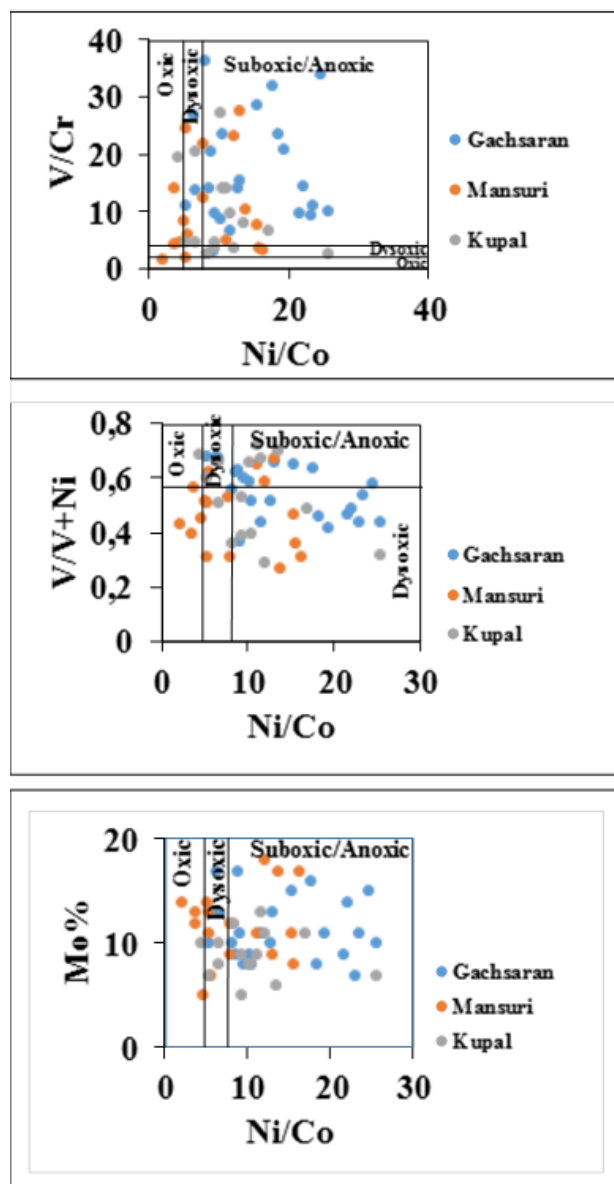 40
30
20
10
0
V/Cr
Oxic
Dysoxic
Suboxic/Anoxic
Dysoxic
Oxic
0 20 40
Ni/Co
Gachsaran
Mansuri
Kupal
0,8
0,6
0,4
0,2
0
V/V+Ni
Oxic
Dysoxic
Suboxic/Anoxic
Dysoxic
0 10 20 30
Ni/Co
Gachsaran
Mansuri
Kupal
20
10
0
Mo%
Oxic
Dysoxic
Suboxic/Anoxic
0 10 20 30
Ni/Co
Gachsaran
Mansuri
Kupal